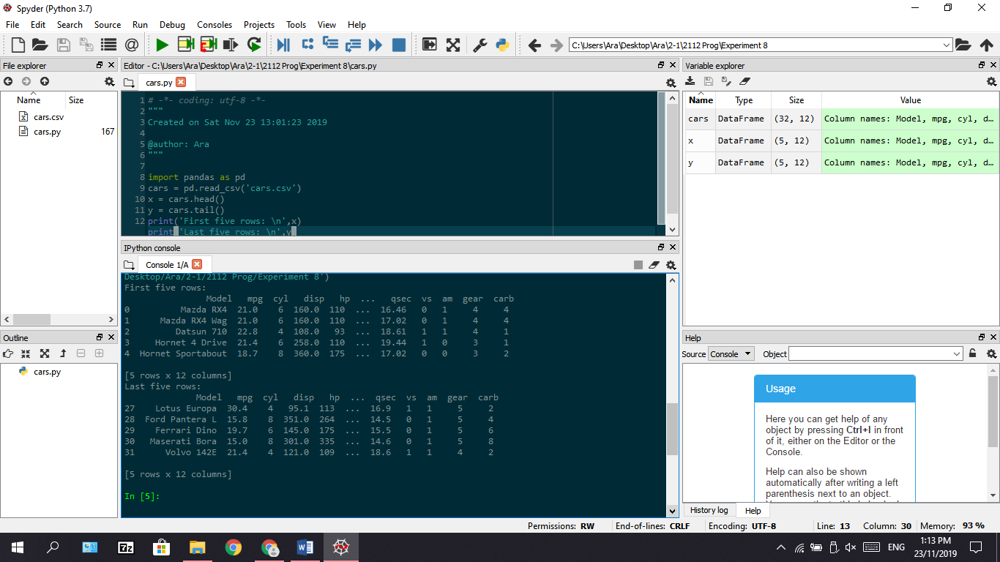 Spyder (Python 3.7)
File Edit Search Source Run Debug Consoles Projects Tools View Help
C:\Users\Ara\Desktop\Ara\2-1\2112 Prog\Experiment 8
File explorer
Name Size
cars.csv
cars.py 167
Outline
cars.py
Editor - C:\Users\Ara\Desktop\Ara\2-1\2112 Prog\Experiment 8\cars.py
cars.py
1 # -*- coding: utf-8 -*-
2 """
3 Created on Sat Nov 23 13:01:23 2019
4
5 @author: Ara
6 """
7
8 import pandas as pd
9 cars = pd.read_csv('cars.csv')
10 x = cars.head()
11 y = cars.tail()
12 print('First five rows: \n',x)
print('Last five rows: \n',y)
IPython console
Console 1/A
Desktop/Ara/2-1/2112 Prog/Experiment 8')
First five rows:
Model mpg cyl disp hp ... qsec vs am gear carb
0 Mazda RX4 21.0 6 160.0 110 ... 16.46 0 1 4 4
1 Mazda RX4 Wag 21.0 6 160.0 110 ... 17.02 0 1 4 4
2 Datsun 710 22.8 4 108.0 93 ... 18.61 1 1 4 1
3 Hornet 4 Drive 21.4 6 258.0 110 ... 19.44 1 0 3 1
4 Hornet Sportabout 18.7 8 360.0 175 ... 17.02 0 0 3 2
[5 rows x 12 columns]
Last five rows:
Model mpg cyl disp hp ... qsec vs am gear carb
27 Lotus Europa 30.4 4 95.1 113 ... 16.9 1 1 5 2
28 Ford Pantera L 15.8 8 351.0 264 ... 14.5 0 1 5 4
29 Ferrari Dino 19.7 6 145.0 175 ... 15.5 0 1 5 6
30 Maserati Bora 15.0 8 301.0 335 ... 14.6 0 1 5 8
31 Volvo 142E 21.4 4 121.0 109 ... 18.6 1 1 4 2
[5 rows x 12 columns]
In [5]:
Variable explorer
Name Type Size Value
cars DataFrame (32, 12) Column names: Model, mpg, cyl, d…
x DataFrame (5, 12) Column names: Model, mpg, cyl, d…
y DataFrame (5, 12) Column names: Model, mpg, cyl, d…
Help
Source Console Object
Usage
Here you can get help of any
object by pressing Ctrl+I in front
of it, either on the Editor or the
Console.
Help can also be shown
automatically after writing a left
parenthesis next to an object.
History log Help
Permissions: RW End-of-lines: CRLF Encoding: UTF-8 Line: 13 Column: 30 Memory: 93 %
7z
W
ENG
1:13 PM
23/11/2019